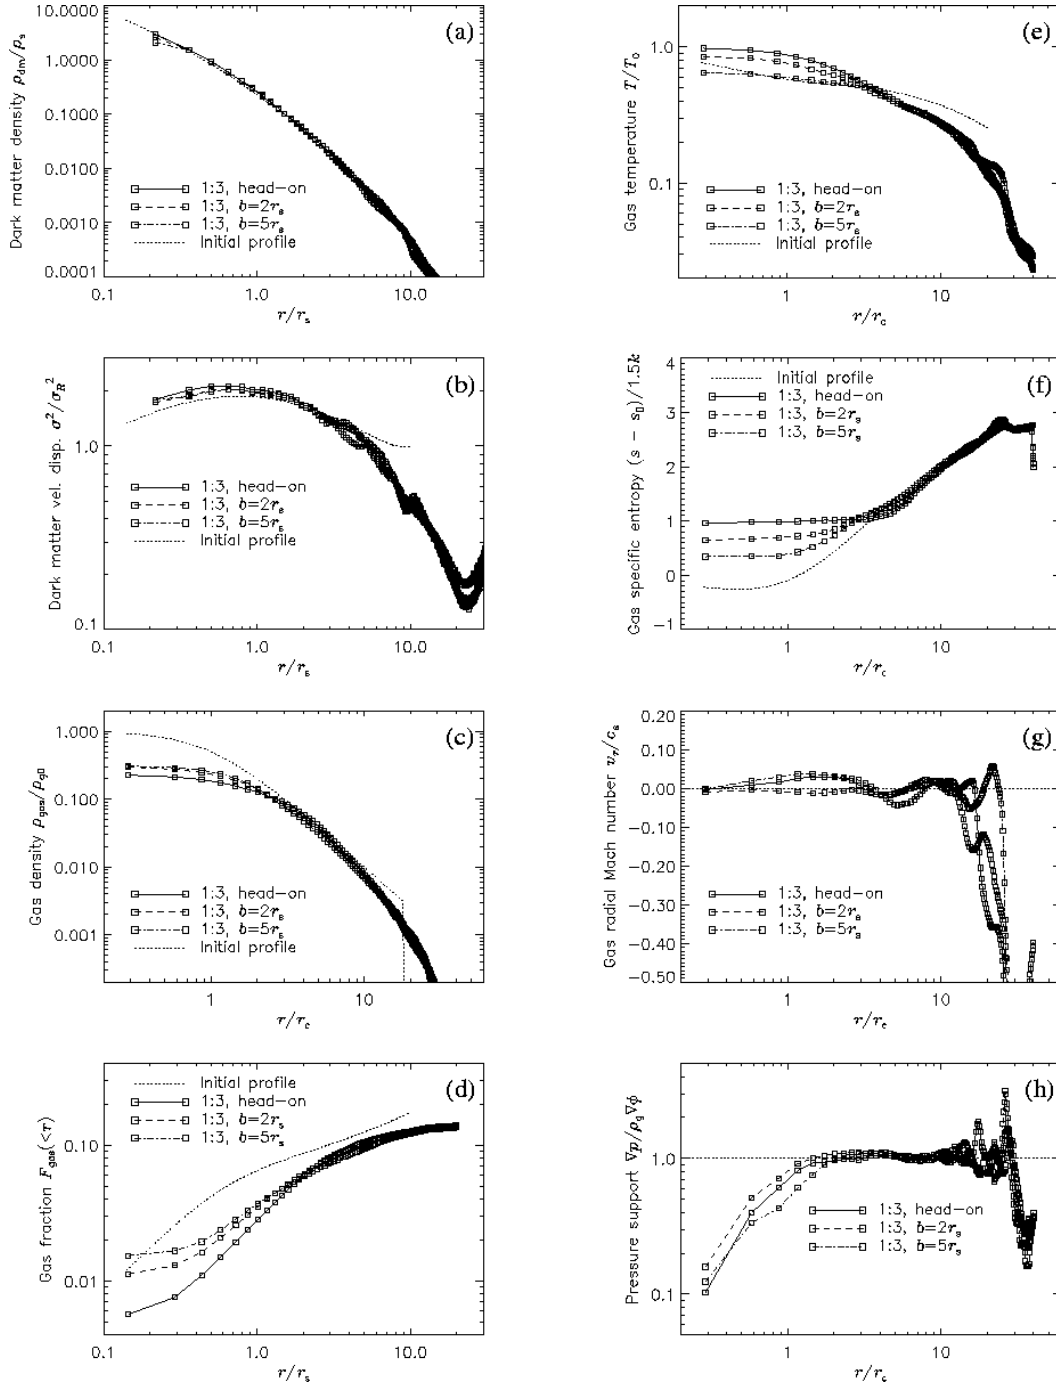 (a)
Dark matter density ρdm/ρs
10.0000
1.0000
0.1000
0.0100
0.0010
0.0001
1:3, head-on
1:3, b=2rs
1:3, b=5rs
Initial profile
0.1
1.0
10.0
r/rs
(e)
Gas temperature T/T0
1.0
0.1
1:3, head-on
1:3, b=2rs
1:3, b=5rs
Initial profile
1
10
r/rc
(b)
Dark matter vel. disp. σ²/σR²
1.0
0.1
1:3, head-on
1:3, b=2rs
1:3, b=5rs
Initial profile
0.1
1.0
10.0
r/rs
(f)
Gas specific entropy (s - s0)/1.5k
4
3
2
1
0
-1
Initial profile
1:3, head-on
1:3, b=2rs
1:3, b=5rs
1
10
r/rc
(c)
Gas density ρgas/ρg0
1.000
0.100
0.010
0.001
1:3, head-on
1:3, b=2rs
1:3, b=5rs
Initial profile
1
10
r/rc
(g)
Gas radial Mach number vr/cs
0.20
0.10
0.00
-0.10
-0.20
-0.30
-0.40
-0.50
1:3, head-on
1:3, b=2rs
1:3, b=5rs
1
10
r/rc
(d)
Gas fraction Fgas(<r)
0.10
0.01
Initial profile
1:3, head-on
1:3, b=2rs
1:3, b=5rs
0.1
1.0
10.0
r/rs
(h)
Pressure support ∇p/ρg∇ϕ
1.0
0.1
1:3, head-on
1:3, b=2rs
1:3, b=5rs
1
10
r/rc